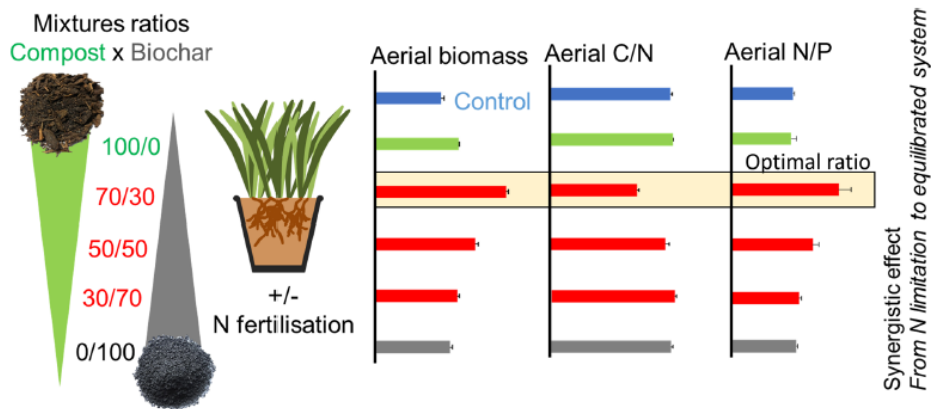 Mixtures ratios
Compost x Biochar
100/0
70/30
50/50
30/70
0/100
+/-
N fertilisation
Aerial biomass
Aerial C/N
Aerial N/P
Control
Optimal ratio
Synergistic effect
From N limitation to equilibrated system